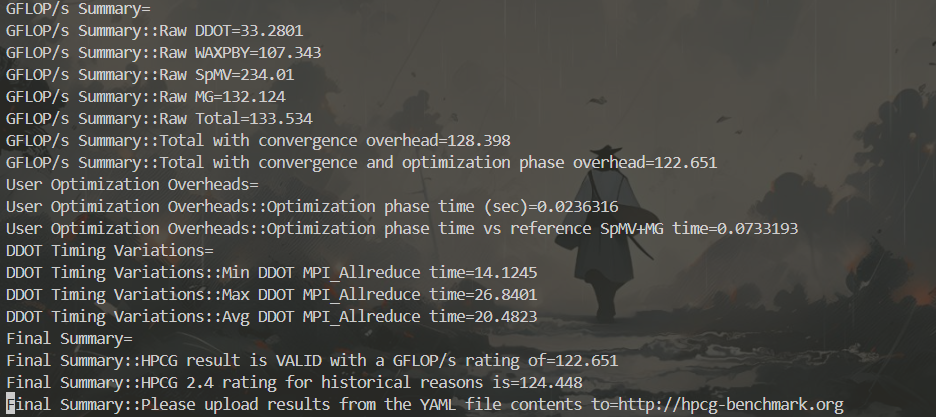 GFLOP/s Summary=
GFLOP/s Summary::Raw DDOT=33.2801
GFLOP/s Summary::Raw WAXPBY=107.343
GFLOP/s Summary::Raw SpMV=234.01
GFLOP/s Summary::Raw MG=132.124
GFLOP/s Summary::Raw Total=133.534
GFLOP/s Summary::Total with convergence overhead=128.398
GFLOP/s Summary::Total with convergence and optimization phase overhead=122.651
User Optimization Overheads=
User Optimization Overheads::Optimization phase time (sec)=0.0236316
User Optimization Overheads::Optimization phase time vs reference SpMV+MG time=0.0733193
DDOT Timing Variations=
DDOT Timing Variations::Min DDOT MPI_Allreduce time=14.1245
DDOT Timing Variations::Max DDOT MPI_Allreduce time=26.8401
DDOT Timing Variations::Avg DDOT MPI_Allreduce time=20.4823
Final Summary=
Final Summary::HPCG result is VALID with a GFLOP/s rating of=122.651
Final Summary::HPCG 2.4 rating for historical reasons is=124.448
Final Summary::Please upload results from the YAML file contents to=http://hpcg-benchmark.org